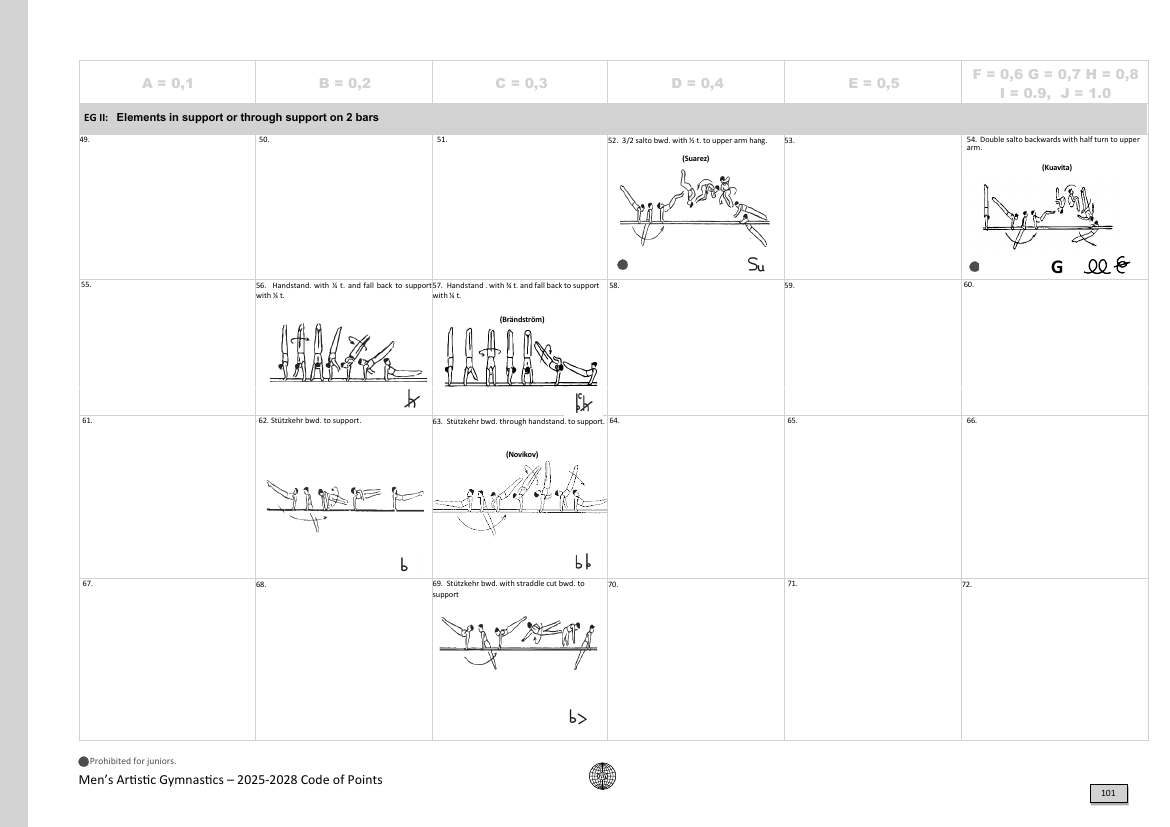 A = 0,1
B = 0,2
C = 0,3
D = 0,4
E = 0,5
F = 0,6 G = 0,7 H = 0,8
I = 0.9, J = 1.0
EG II: Elements in support or through support on 2 bars
49.
50.
51.
52. 3/2 salto bwd. with ½ t. to upper arm hang.
(Suarez)
Su
53.
54. Double salto backwards with half turn to upper
arm.
(Kuavita)
G
55.
56. Handstand. with ¼ t. and fall back to support
with ¼ t.
57. Handstand . with ¾ t. and fall back to support
with ¼ t.
(Brändström)
58.
59.
60.
61.
62. Stützkehr bwd. to support.
63. Stützkehr bwd. through handstand. to support.
(Novikov)
64.
65.
66.
67.
68.
69. Stützkehr bwd. with straddle cut bwd. to
support
70.
71.
72.
Prohibited for juniors.
Men's Artistic Gymnastics – 2025-2028 Code of Points
101